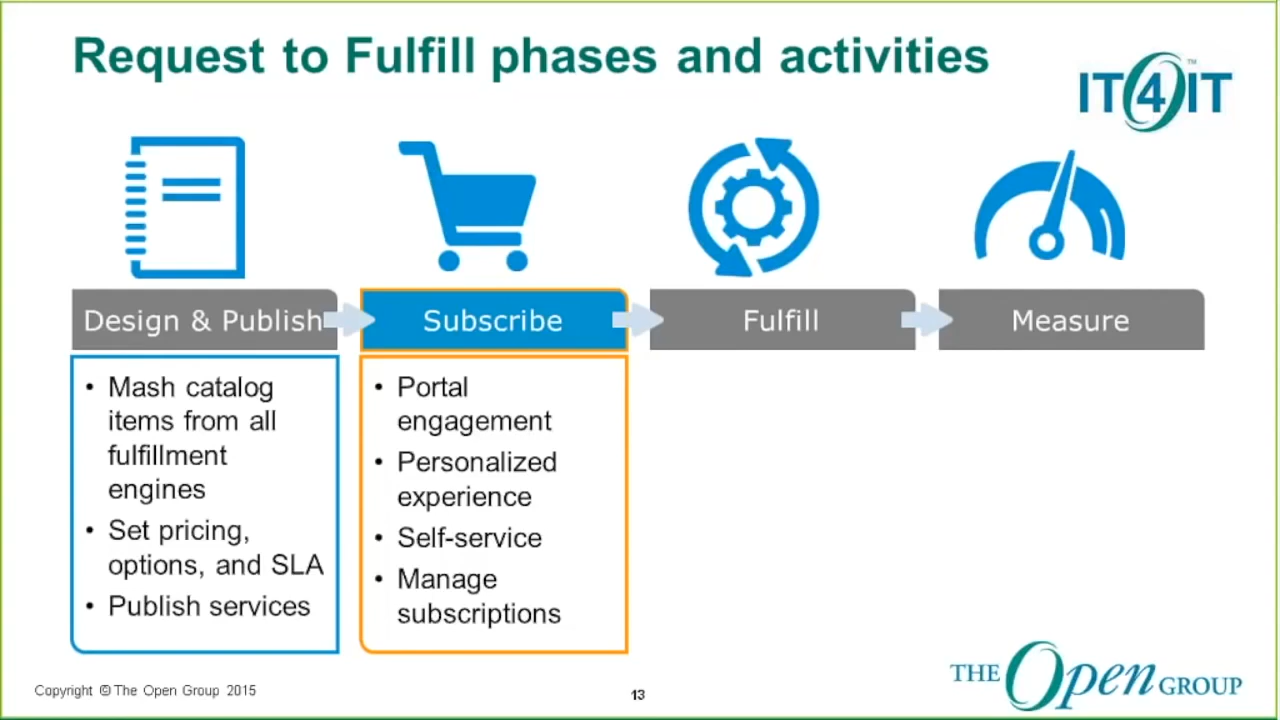 Request to Fulfill phases and activities
IT4IT™
Design & Publish
Subscribe
Fulfill
Measure
• Mash catalog
items from all
fulfillment
engines
• Set pricing,
options, and SLA
• Publish services
• Portal
engagement
• Personalized
experience
• Self-service
• Manage
subscriptions
Copyright © The Open Group 2015
13
THE Open GROUP